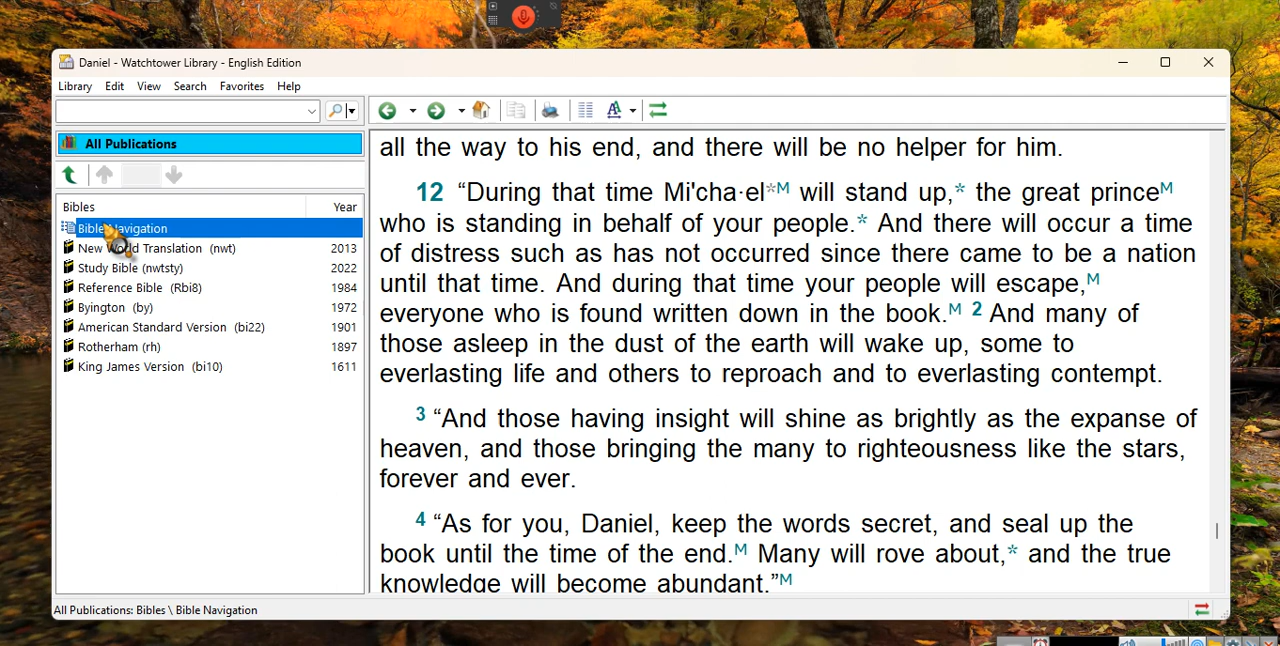 Daniel - Watchtower Library - English Edition
Library Edit View Search Favorites Help
All Publications
Bibles Year
Bible Navigation
New World Translation (nwt) 2013
Study Bible (nwtsty) 2022
Reference Bible (Rbi8) 1984
Byington (by) 1972
American Standard Version (bi22) 1901
Rotherham (rh) 1897
King James Version (bi10) 1611
all the way to his end, and there will be no helper for him.
12 “During that time Mi'cha·el*M will stand up,* the great princeM
who is standing in behalf of your people.* And there will occur a time
of distress such as has not occurred since there came to be a nation
until that time. And during that time your people will escape,M
everyone who is found written down in the book.M 2 And many of
those asleep in the dust of the earth will wake up, some to
everlasting life and others to reproach and to everlasting contempt.
3 “And those having insight will shine as brightly as the expanse of
heaven, and those bringing the many to righteousness like the stars,
forever and ever.
4 “As for you, Daniel, keep the words secret, and seal up the
book until the time of the end.M Many will rove about,* and the true
knowledge will become abundant.”M
All Publications: Bibles \ Bible Navigation